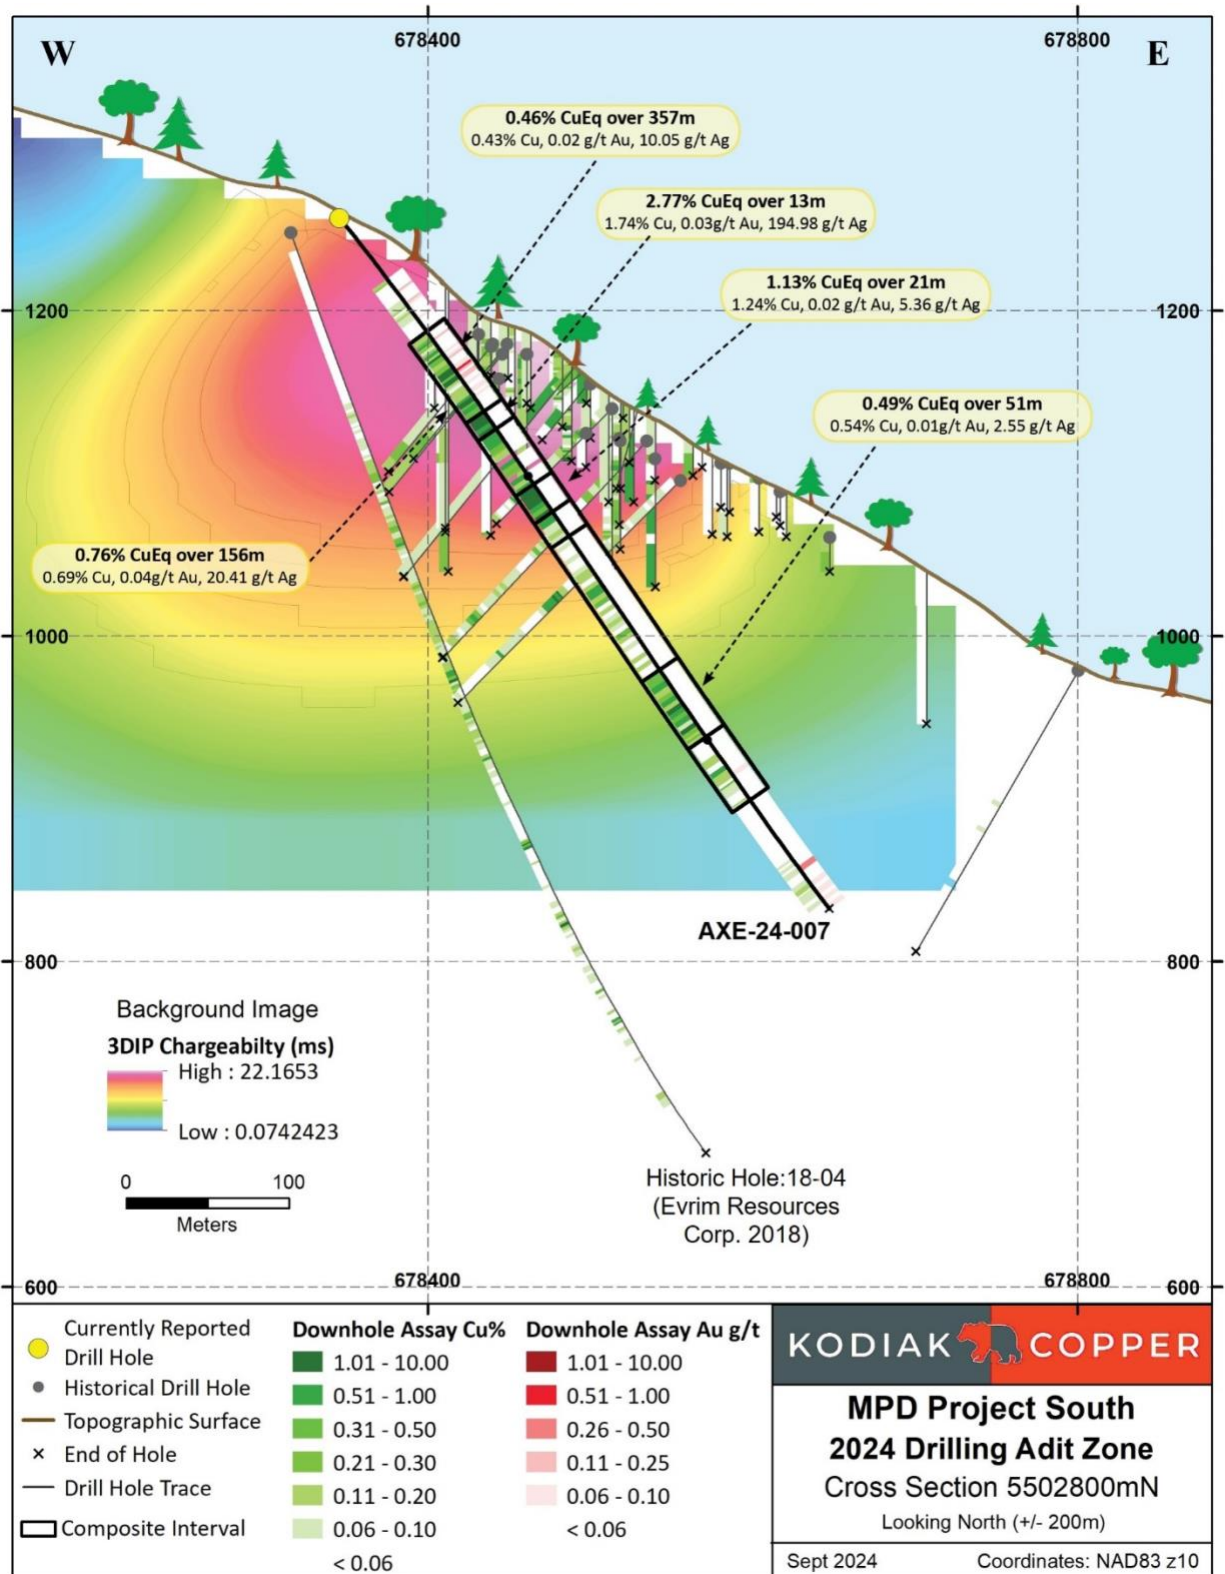 W
678400
678800
E
0.46% CuEq over 357m
0.43% Cu, 0.02 g/t Au, 10.05 g/t Ag
2.77% CuEq over 13m
1.74% Cu, 0.03g/t Au, 194.98 g/t Ag
1.13% CuEq over 21m
1.24% Cu, 0.02 g/t Au, 5.36 g/t Ag
1200
1200
0.49% CuEq over 51m
0.54% Cu, 0.01g/t Au, 2.55 g/t Ag
0.76% CuEq over 156m
0.69% Cu, 0.04g/t Au, 20.41 g/t Ag
1000
1000
AXE-24-007
800
800
Background Image
3DIP Chargeabilty (ms)
High : 22.1653
Low : 0.0742423
0 100
Meters
Historic Hole:18-04
(Evrim Resources
Corp. 2018)
678400
678800
600
600
Currently Reported
Drill Hole
Historical Drill Hole
Topographic Surface
End of Hole
Drill Hole Trace
Composite Interval
Downhole Assay Cu%
1.01 - 10.00
0.51 - 1.00
0.31 - 0.50
0.21 - 0.30
0.11 - 0.20
0.06 - 0.10
< 0.06
Downhole Assay Au g/t
1.01 - 10.00
0.51 - 1.00
0.26 - 0.50
0.11 - 0.25
0.06 - 0.10
< 0.06
KODIAK COPPER
MPD Project South
2024 Drilling Adit Zone
Cross Section 5502800mN
Looking North (+/- 200m)
Sept 2024 Coordinates: NAD83 z10